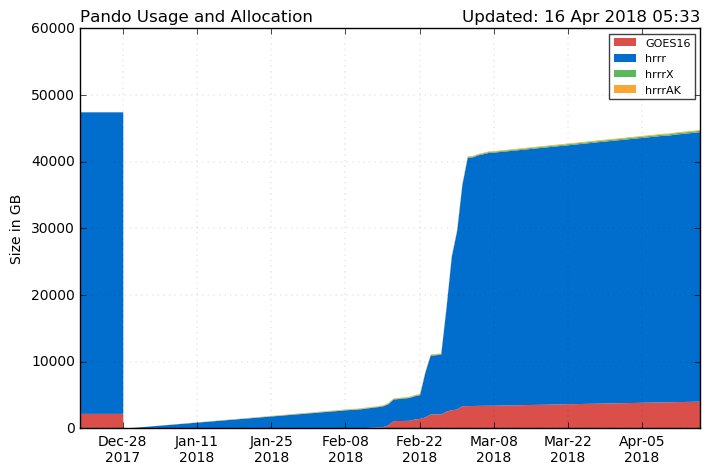 Pando Usage and Allocation
Updated: 16 Apr 2018 05:33
GOES16
hrrr
hrrrX
hrrrAK
Size in GB
60000
50000
40000
30000
20000
10000
0
Dec-28
2017
Jan-11
2018
Jan-25
2018
Feb-08
2018
Feb-22
2018
Mar-08
2018
Mar-22
2018
Apr-05
2018